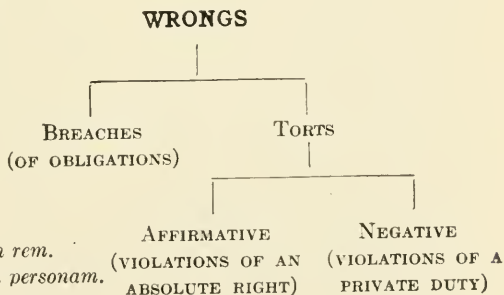 WRONGS
BREACHES
(OF OBLIGATIONS)
TORTS
rem.
personam.
AFFIRMATIVE
(VIOLATIONS OF AN
ABSOLUTE RIGHT)
NEGATIVE
(VIOLATIONS OF A
PRIVATE DUTY)